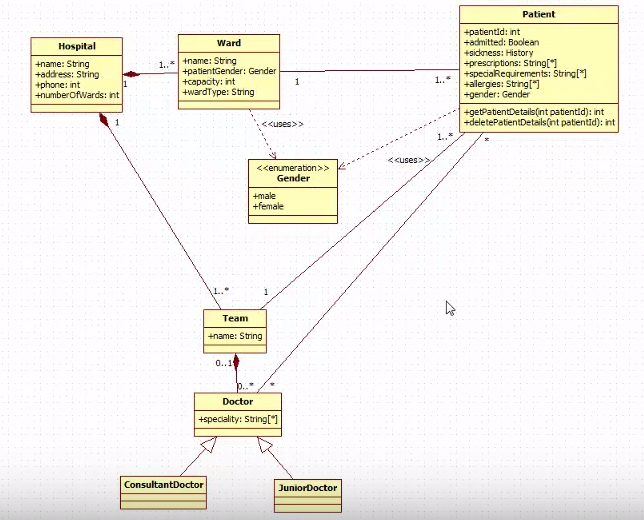 Hospital
+name: String
+address: String
+phone: int
+numberOfWards: int
1
1..*
Ward
+name: String
+patientGender: Gender
+capacity: int
+wardType: String
1
1..*
Patient
+patientId: int
+admitted: Boolean
+sickness: History
+prescriptions: String[*]
+specialRequirements: String[*]
+allergies: String[*]
+gender: Gender
+getPatientDetails(int patientId): int
+deletePatientDetails(int patientId): int
1
<<uses>>
1..*
*
<<uses>>
<<enumeration>>
Gender
+male
+female
1..*
1
Team
+name: String
0..1
0..*
*
Doctor
+speciality: String[*]
ConsultantDoctor
JuniorDoctor